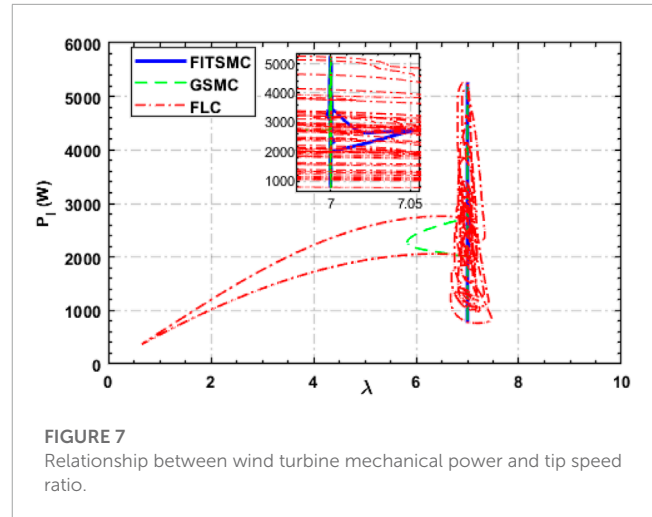 6000
5000
4000
3000
2000
1000
0
P_l (W)
FITSMC
GSMC
FLC
5000
4000
3000
2000
1000
7
7.05
0
2
4
6
8
10
λ
FIGURE 7
Relationship between wind turbine mechanical power and tip speed
ratio.